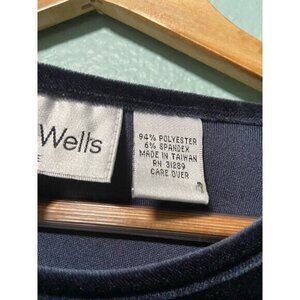 Wells
E
94% POLYESTER
6% SPANDEX
MADE IN TAIWAN
RN 31289
CARE OVER